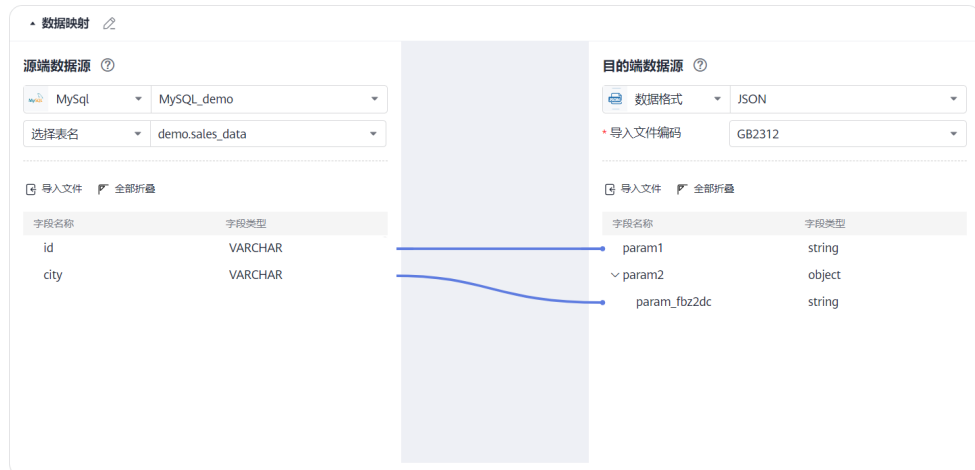 数据映射
源端数据源
MySQL MySql MySQL_demo
选择表名 demo.sales_data
导入文件 全部折叠
字段名称 字段类型
id VARCHAR
city VARCHAR
目的端数据源
JSON 数据格式 JSON
* 导入文件编码 GB2312
导入文件 全部折叠
字段名称 字段类型
param1 string
param2 object
param_fbz2dc string